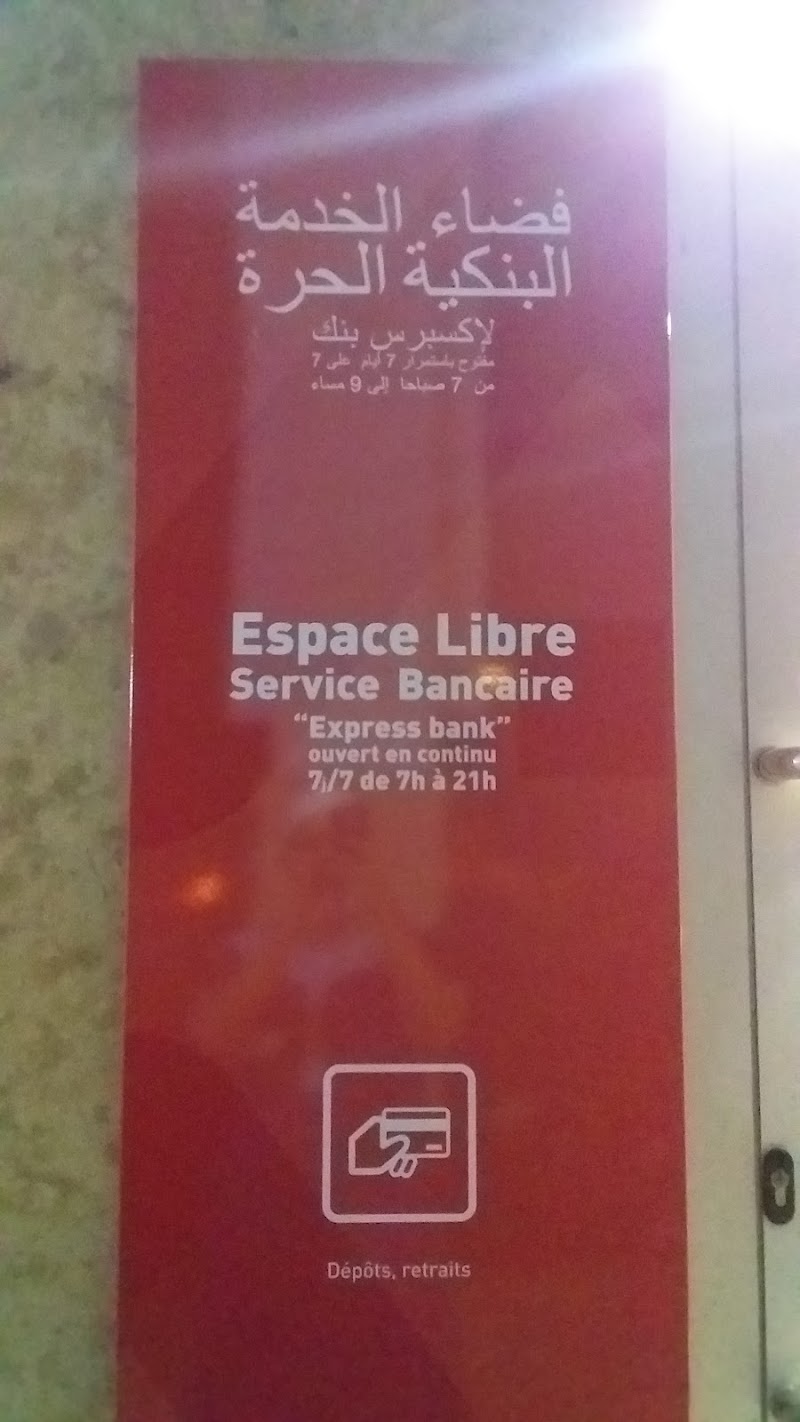 فضاء الخدمة
البنكية الحرة
لإكسبرس بنك
مفتوح باستمرار 7 أيام على 7
من 7 صباحا إلى 9 مساء
Espace Libre
Service Bancaire
“Express bank”
ouvert en continu
7j/7 de 7h à 21h
Dépôts, retraits